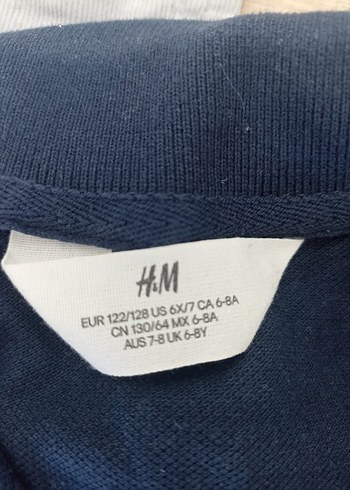 H&M
EUR 122/128 US 6X/7 CA 6-8A
CN 130/64 MX 6-8A
AUS 7-8 UK 6-8Y